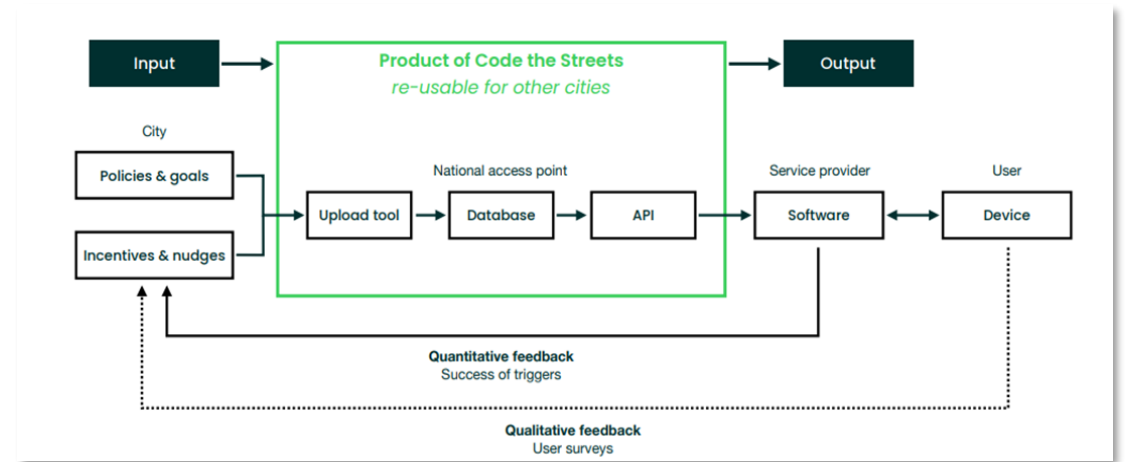 Input
Product of Code the Streets
re-usable for other cities
Output
City
Policies & goals
Incentives & nudges
National access point
Upload tool
Database
API
Service provider
Software
User
Device
Quantitative feedback
Success of triggers
Qualitative feedback
User surveys